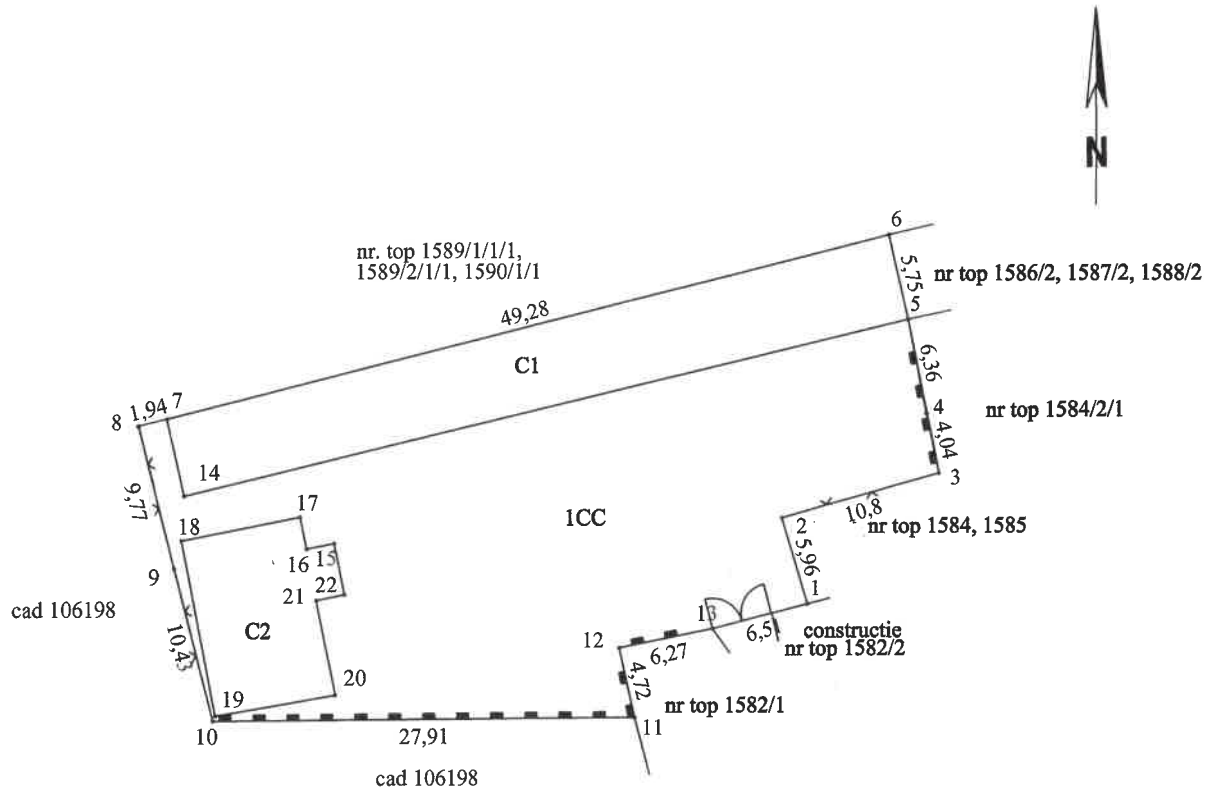 N
6
nr. top 1589/1/1/1,
1589/2/1/1, 1590/1/1
5,75
nr top 1586/2, 1587/2, 1588/2
49,28
5
C1
6,36
8
1,94
7
4
nr top 1584/2/1
4,04
14
3
9,77
17
1CC
10,8
2
nr top 1584, 1585
18
16
15
5,96
9
22
21
1
cad 106198
13
6,5
constructie
nr top 1582/2
C2
12
6,27
10,43
4,72
20
19
nr top 1582/1
10
27,91
11
cad 106198